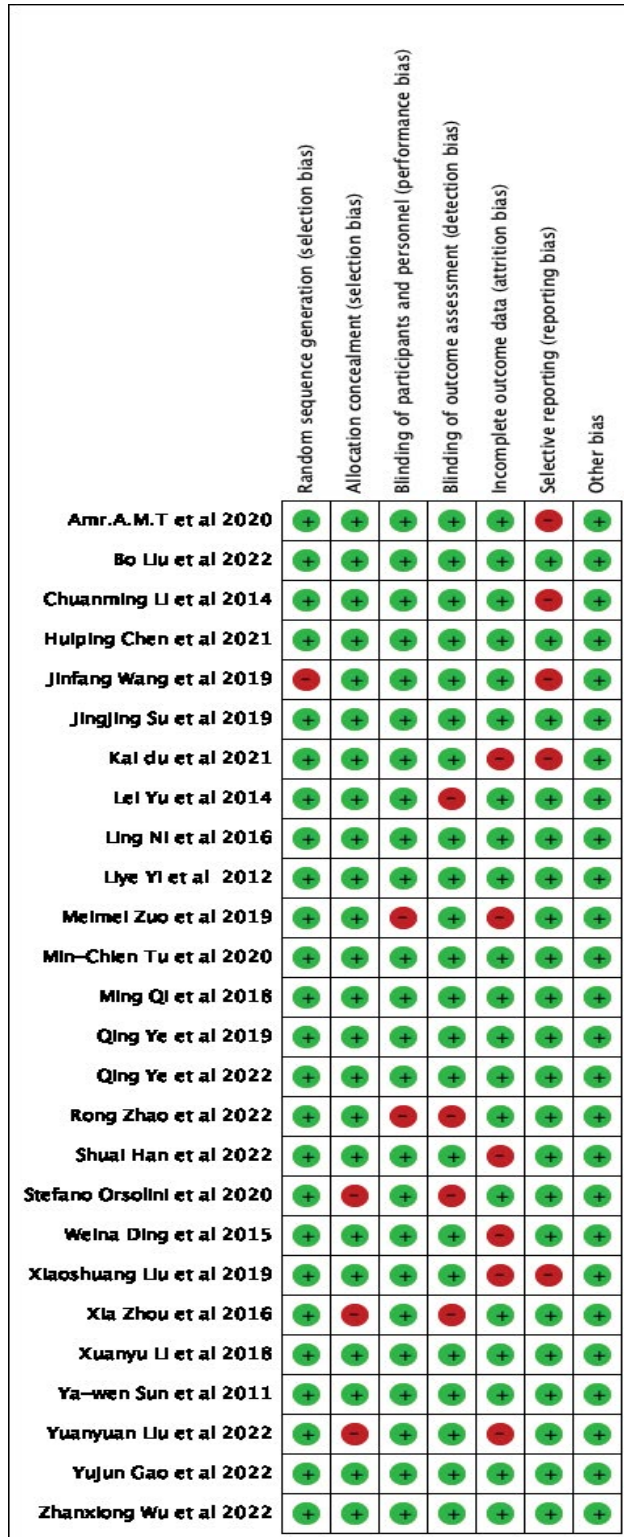 Random sequence generation (selection bias)
Allocation concealment (selection bias)
Blinding of participants and personnel (performance bias)
Blinding of outcome assessment (detection bias)
Incomplete outcome data (attrition bias)
Selective reporting (reporting bias)
Other bias
Amr.A.M.T et al 2020 + + + + + - +
Bo Liu et al 2022 + + + + + + +
Chuanming Li et al 2014 + + + + + - +
Huiping Chen et al 2021 + + + + + + +
Jinfang Wang et al 2019 - + + + + - +
Jingjing Su et al 2019 + + + + + + +
Kai du et al 2021 + + + + - - +
Lei Yu et al 2014 + + + - + + +
Ling Ni et al 2016 + + + + + + +
Liye Yi et al 2012 + + + + + + +
Meimei Zuo et al 2019 + + - + - + +
Min-Chien Tu et al 2020 + + + + + + +
Ming Qi et al 2018 + + + + + + +
Qing Ye et al 2019 + + + + + + +
Qing Ye et al 2022 + + + + + + +
Rong Zhao et al 2022 + + - - + + +
Shuai Han et al 2022 + + + + - + +
Stefano Orsolini et al 2020 + - + - + + +
Weina Ding et al 2015 + + + + - + +
Xiaoshuang Liu et al 2019 + + + + - - +
Xia Zhou et al 2016 + - + - + + +
Xuanyu Li et al 2018 + + + + + + +
Ya-wen Sun et al 2011 + + + + + + +
Yuanyuan Liu et al 2022 + - + + - + +
Yujun Gao et al 2022 + + + + + + +
Zhanxiong Wu et al 2022 + + + + + + +